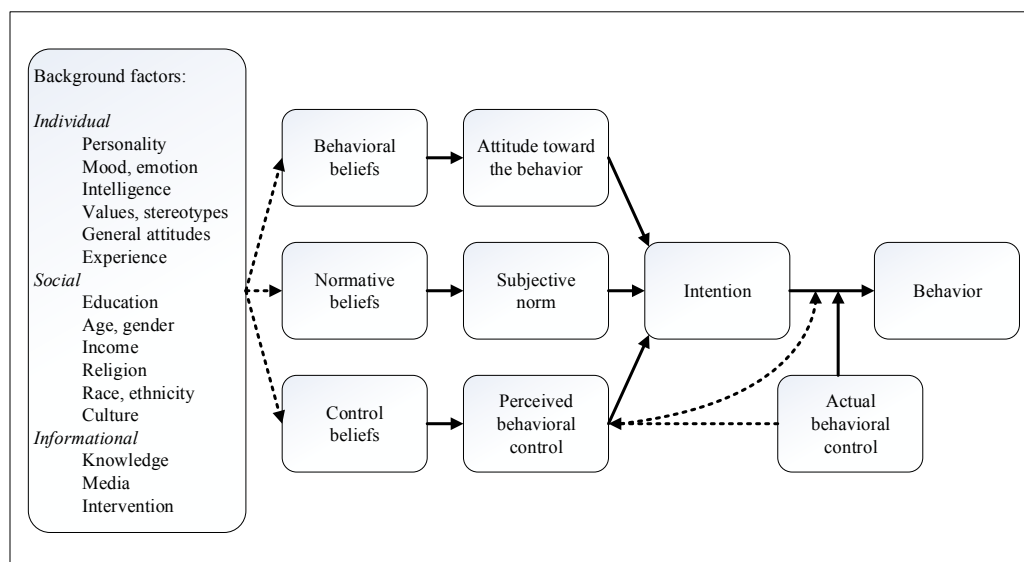 Background factors:
Individual
Personality
Mood, emotion
Intelligence
Values, stereotypes
General attitudes
Experience
Social
Education
Age, gender
Income
Religion
Race, ethnicity
Culture
Informational
Knowledge
Media
Intervention
Behavioral
beliefs
Attitude toward
the behavior
Normative
beliefs
Subjective
norm
Intention
Behavior
Control
beliefs
Perceived
behavioral
control
Actual
behavioral
control